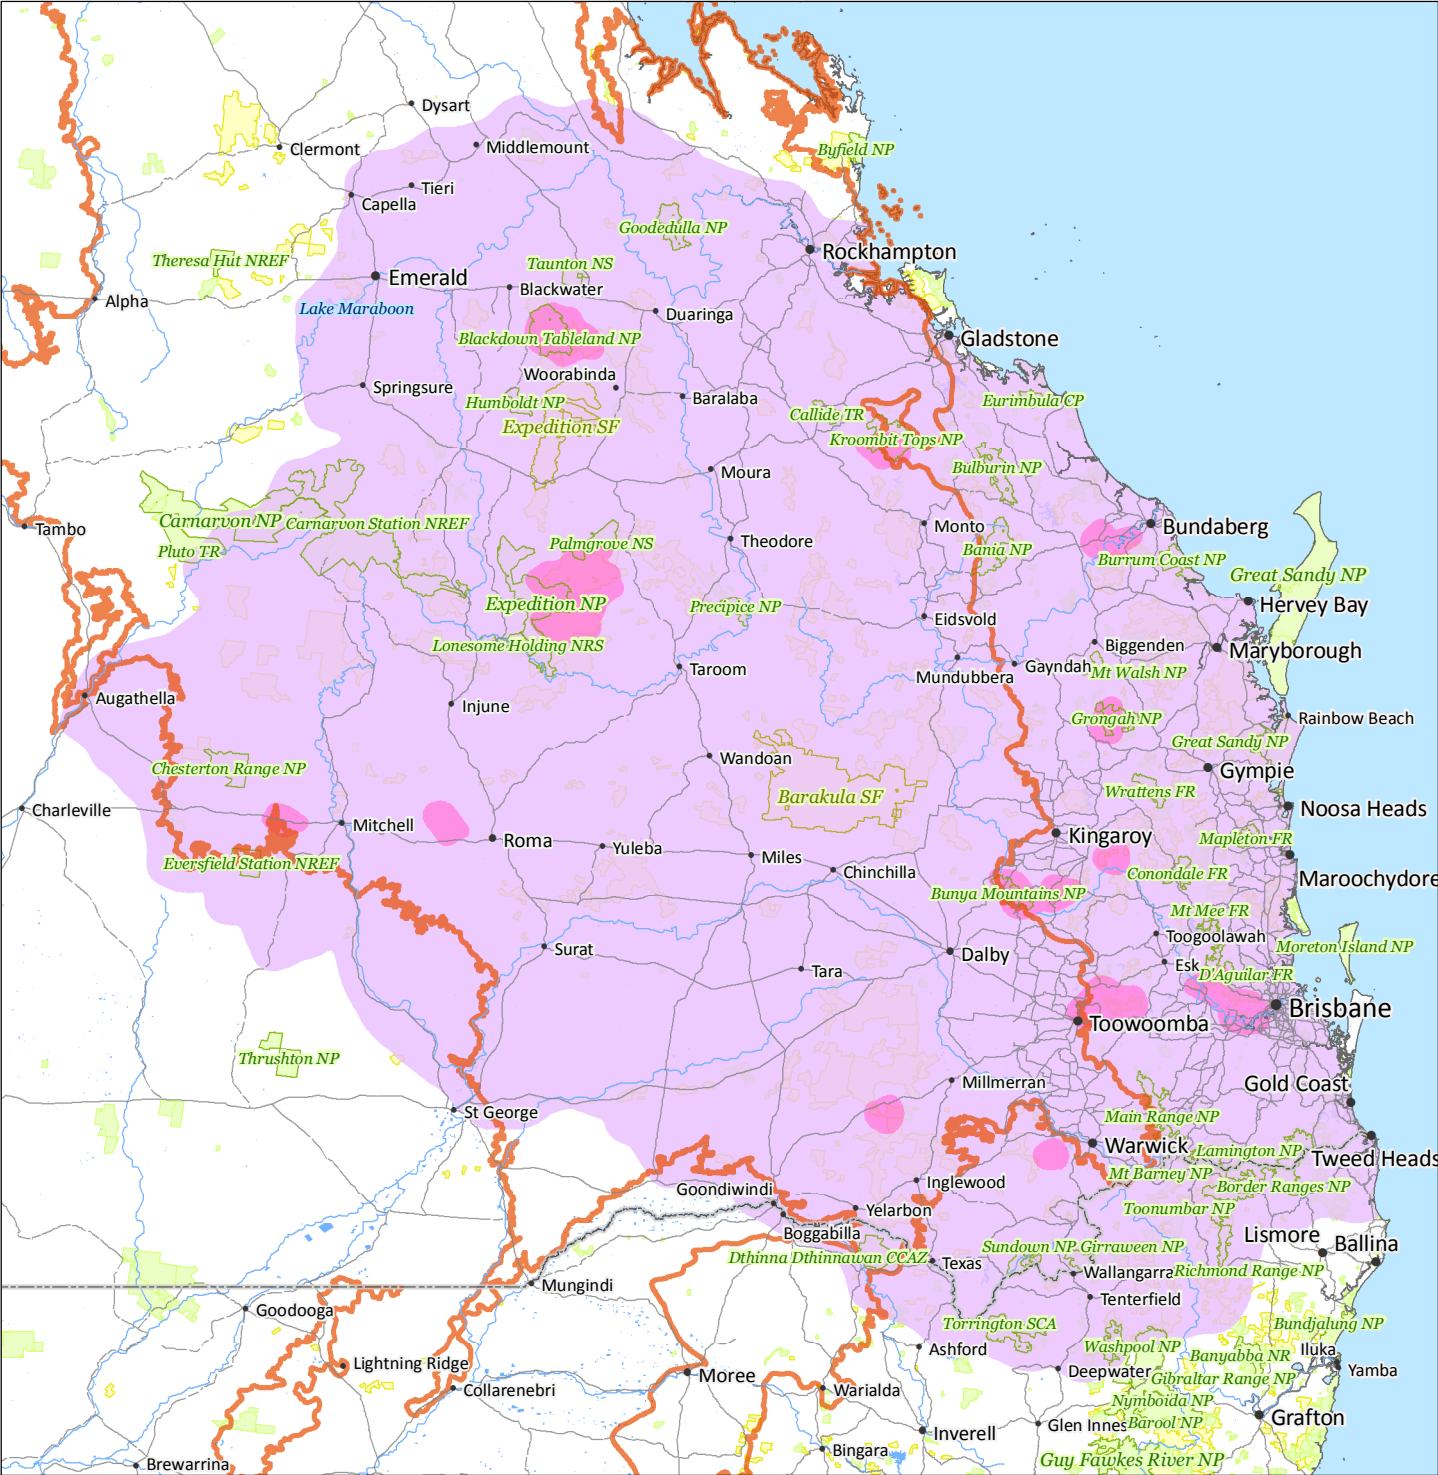 Dysart
Clermont
Middlemount
Byfield NP
Tieri
Capella
Goodedulla NP
Rockhampton
Theresa Hut NREF
Taunton NS
Emerald
Blackwater
Alpha
Lake Maraboon
Duaringa
Blackdown Tableland NP
Gladstone
Woorabinda
Springsure
Baralaba
Humboldt NP
Eurimbula CP
Callide TR
Expedition SF
Kroombit Tops NP
Moura
Bulburin NP
Carnarvon NP
Carnarvon Station NREF
Tambo
Monto
Bundaberg
Pluto TR
Palmgrove NS
Theodore
Bania NP
Burrum Coast NP
Great Sandy NP
Expedition NP
Precipice NP
Hervey Bay
Eidsvold
Lonesome Holding NRS
Biggenden
Maryborough
Taroom
Mundubbera
Gayndah
Mt Walsh NP
Augathella
Injune
Grongah NP
Rainbow Beach
Great Sandy NP
Wandoan
Chesterton Range NP
Gympie
Barakula SF
Wrattens FR
Charleville
Noosa Heads
Mitchell
Roma
Kingaroy
Mapleton FR
Yuleba
Miles
Eversfield Station NREF
Chinchilla
Conondale FR
Maroochydore
Bunya Mountains NP
Mt Mee FR
Toogoolawah
Moreton Island NP
Surat
Dalby
Tara
Esk
D'Aguilar FR
Brisbane
Toowoomba
Thrushton NP
Millmerran
Gold Coast
St George
Main Range NP
Warwick
Lamington NP
Tweed Heads
Mt Barney NP
Inglewood
Border Ranges NP
Goondiwindi
Yelarbon
Toonumbar NP
Boggabilla
Lismore
Ballina
Dthinna Dthinnawan CCAZ
Sundown NP
Girraween NP
Texas
Wallangarra
Richmond Range NP
Mungindi
Tenterfield
Goodooga
Torrington SCA
Bundjalung NP
Ashford
Washpool NP
Banyabba NR
Iluka
Lightning Ridge
Deepwater
Gibraltar Range NP
Yamba
Moree
Collarenebri
Warialda
Nymboida NP
Grafton
Glen Innes
Barool NP
Inverell
Bingara
Guy Fawkes River NP
Brewarrina